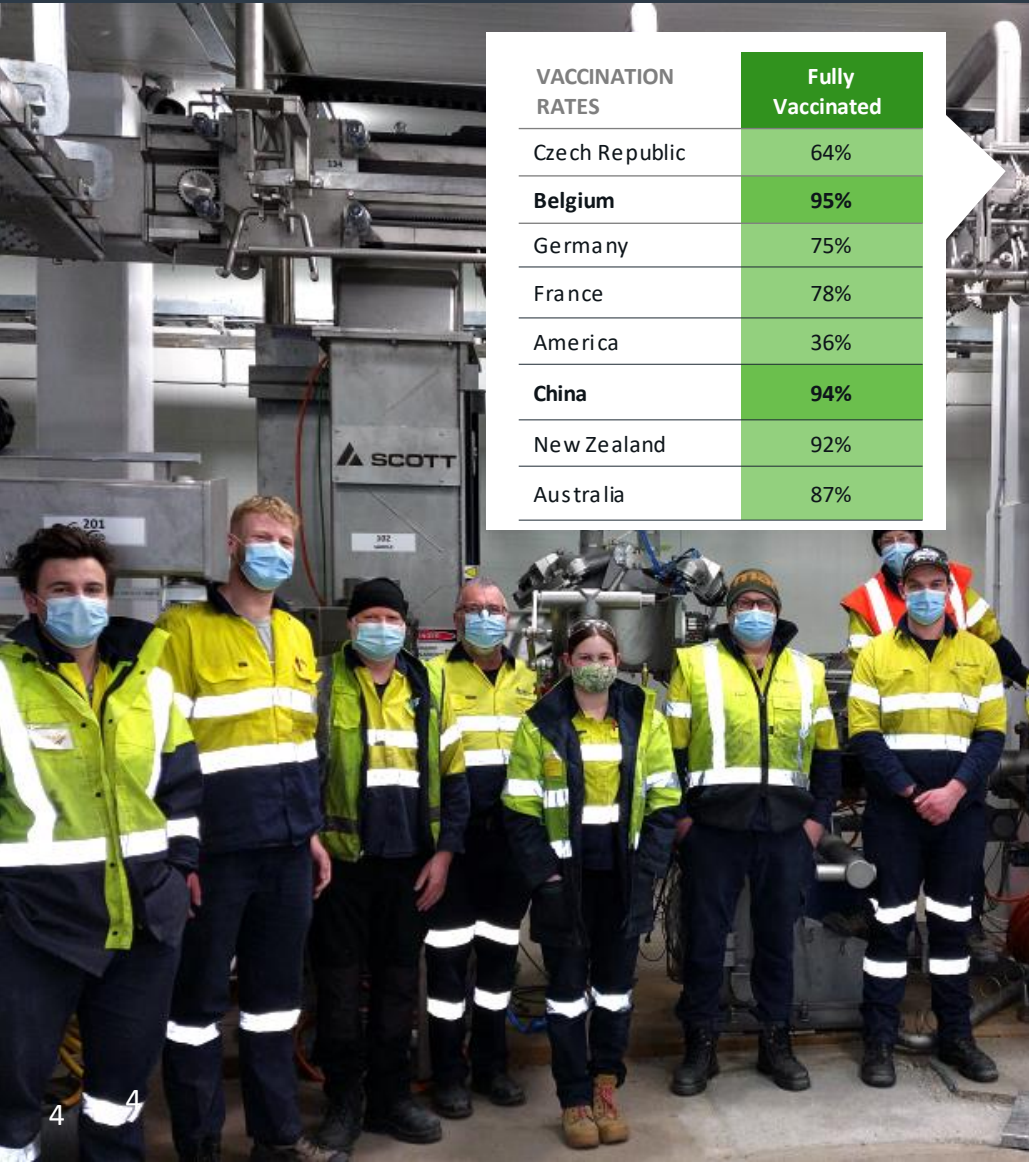 VACCINATION RATES Fully Vaccinated
Czech Republic 64%
Belgium 95%
Germany 75%
France 78%
America 36%
China 94%
New Zealand 92%
Australia 87%
134
SCOTT
201
302
4 4